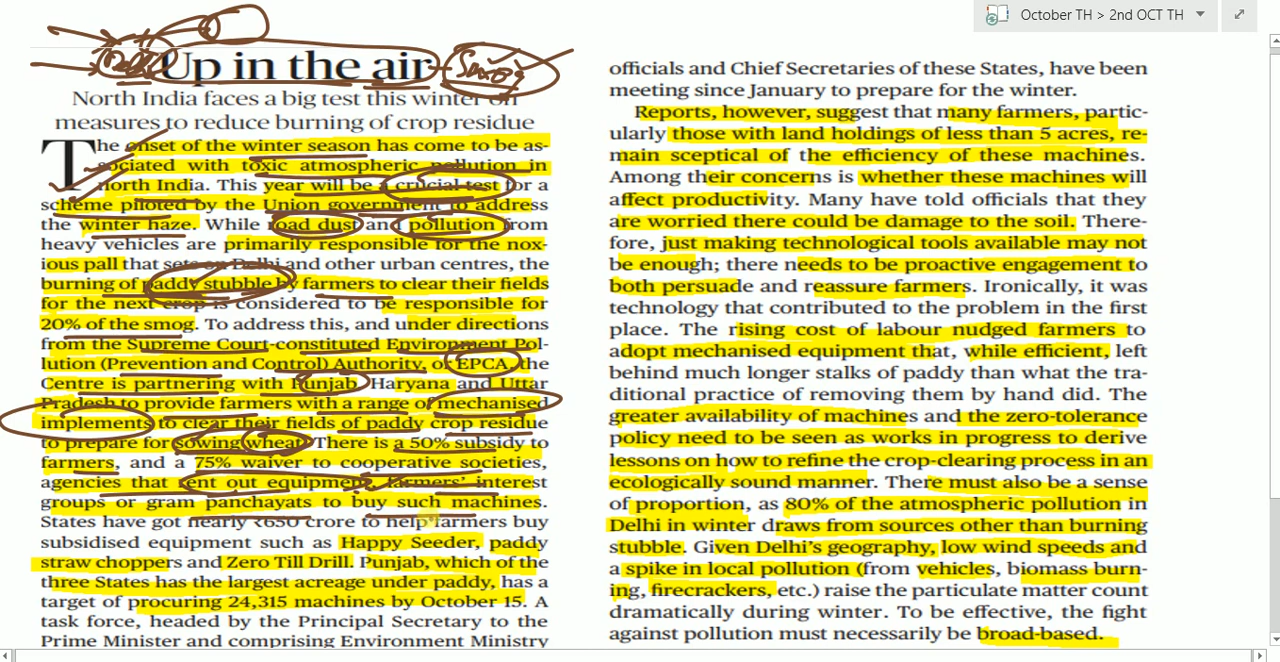 October TH > 2nd OCT TH
Up in the air
Smog
North India faces a big test this winter on
measures to reduce burning of crop residue
The onset of the winter season has come to be as-
sociated with toxic atmospheric pollution in
north India. This year will be a crucial test for a
scheme piloted by the Union government to address
the winter haze. While road dust and pollution from
heavy vehicles are primarily responsible for the nox-
ious pall that sets on Delhi and other urban centres, the
burning of paddy stubble by farmers to clear their fields
for the next crop is considered to be responsible for
20% of the smog. To address this, and under directions
from the Supreme Court-constituted Environment Pol-
lution (Prevention and Control) Authority, or EPCA, the
Centre is partnering with Punjab, Haryana and Uttar
Pradesh to provide farmers with a range of mechanised
implements to clear their fields of paddy crop residue
to prepare for sowing wheat. There is a 50% subsidy to
farmers, and a 75% waiver to cooperative societies,
agencies that rent out equipment, farmers' interest
groups or gram panchayats to buy such machines.
States have got nearly ₹650 crore to help farmers buy
subsidised equipment such as Happy Seeder, paddy
straw choppers and Zero Till Drill. Punjab, which of the
three States has the largest acreage under paddy, has a
target of procuring 24,315 machines by October 15. A
task force, headed by the Principal Secretary to the
Prime Minister and comprising Environment Ministry
officials and Chief Secretaries of these States, have been
meeting since January to prepare for the winter.
Reports, however, suggest that many farmers, partic-
ularly those with land holdings of less than 5 acres, re-
main sceptical of the efficiency of these machines.
Among their concerns is whether these machines will
affect productivity. Many have told officials that they
are worried there could be damage to the soil. There-
fore, just making technological tools available may not
be enough; there needs to be proactive engagement to
both persuade and reassure farmers. Ironically, it was
technology that contributed to the problem in the first
place. The rising cost of labour nudged farmers to
adopt mechanised equipment that, while efficient, left
behind much longer stalks of paddy than what the tra-
ditional practice of removing them by hand did. The
greater availability of machines and the zero-tolerance
policy need to be seen as works in progress to derive
lessons on how to refine the crop-clearing process in an
ecologically sound manner. There must also be a sense
of proportion, as 80% of the atmospheric pollution in
Delhi in winter draws from sources other than burning
stubble. Given Delhi's geography, low wind speeds and
a spike in local pollution (from vehicles, biomass burn-
ing, firecrackers, etc.) raise the particulate matter count
dramatically during winter. To be effective, the fight
against pollution must necessarily be broad-based.